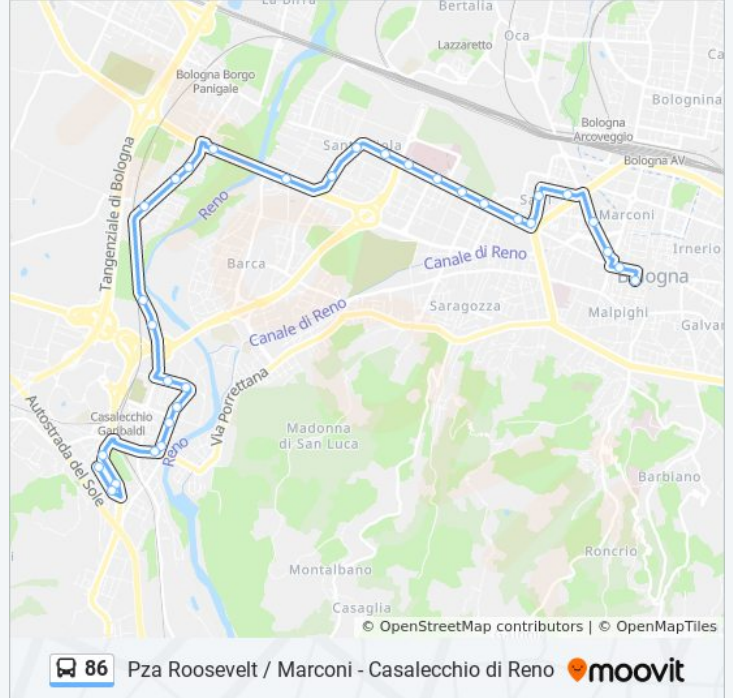 La Birra
Bertalia
Oca
Lazzaretto
Bologna Borgo
Panigale
Bolognina
Bologna
Arcoveggio
Bologna AV
Tangenziale di Bologna
Reno
Marconi
Irnerio
Barca
Canale di Reno
Bologna
Saragozza
Malpighi
Canale di Reno
Via Porrettana
Autostrada del Sole
Casalecchio
Garibaldi
Reno
Madonna
di San Luca
Barbiano
Roncrio
Montalbano
Casaglia
© OpenStreetMap contributors | © OpenMapTiles
86 Pza Roosevelt / Marconi - Casalecchio di Reno moovit